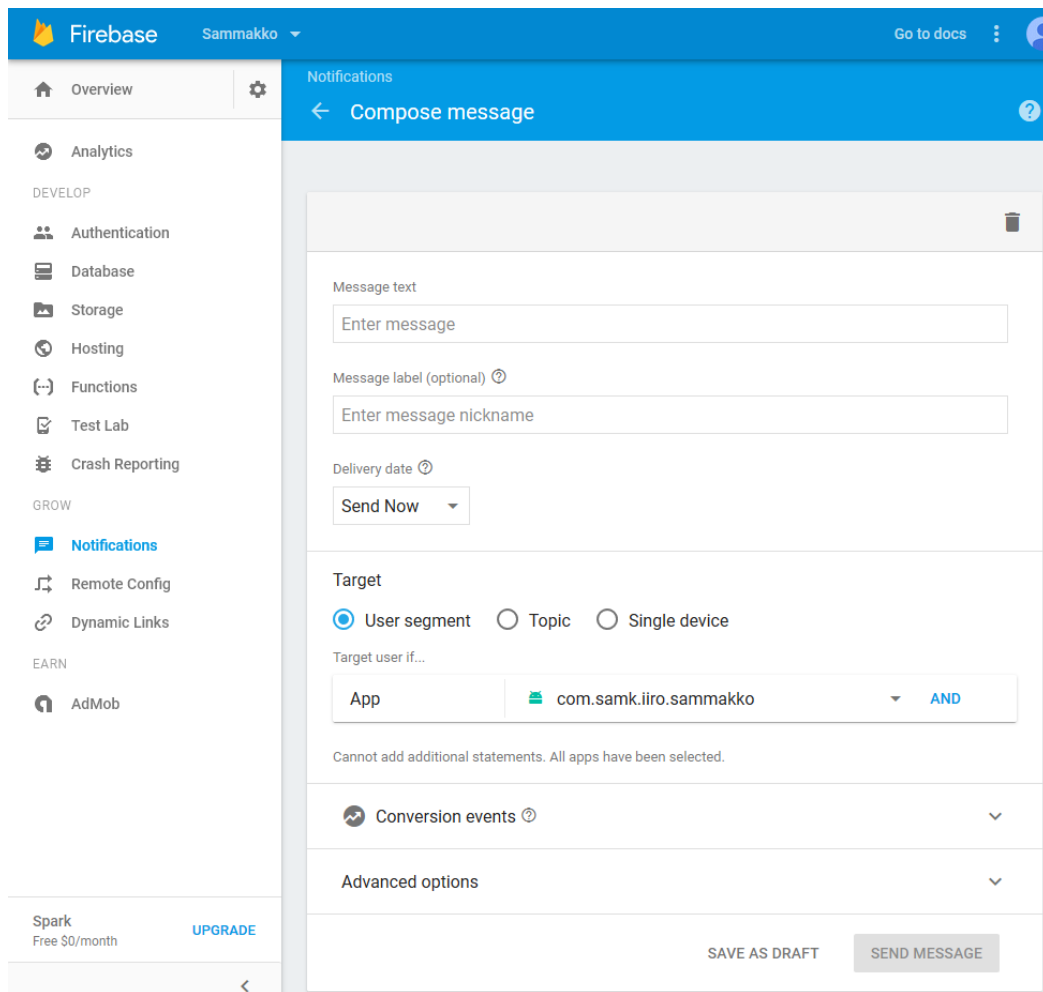 Firebase Sammakko Go to docs
Overview
Analytics
DEVELOP
Authentication
Database
Storage
Hosting
Functions
Test Lab
Crash Reporting
GROW
Notifications
Remote Config
Dynamic Links
EARN
AdMob
Spark
Free $0/month
UPGRADE
Notifications
Compose message
Message text
Enter message
Message label (optional)
Enter message nickname
Delivery date
Send Now
Target
User segment Topic Single device
Target user if...
App com.samk.iiro.sammakko AND
Cannot add additional statements. All apps have been selected.
Conversion events
Advanced options
SAVE AS DRAFT SEND MESSAGE